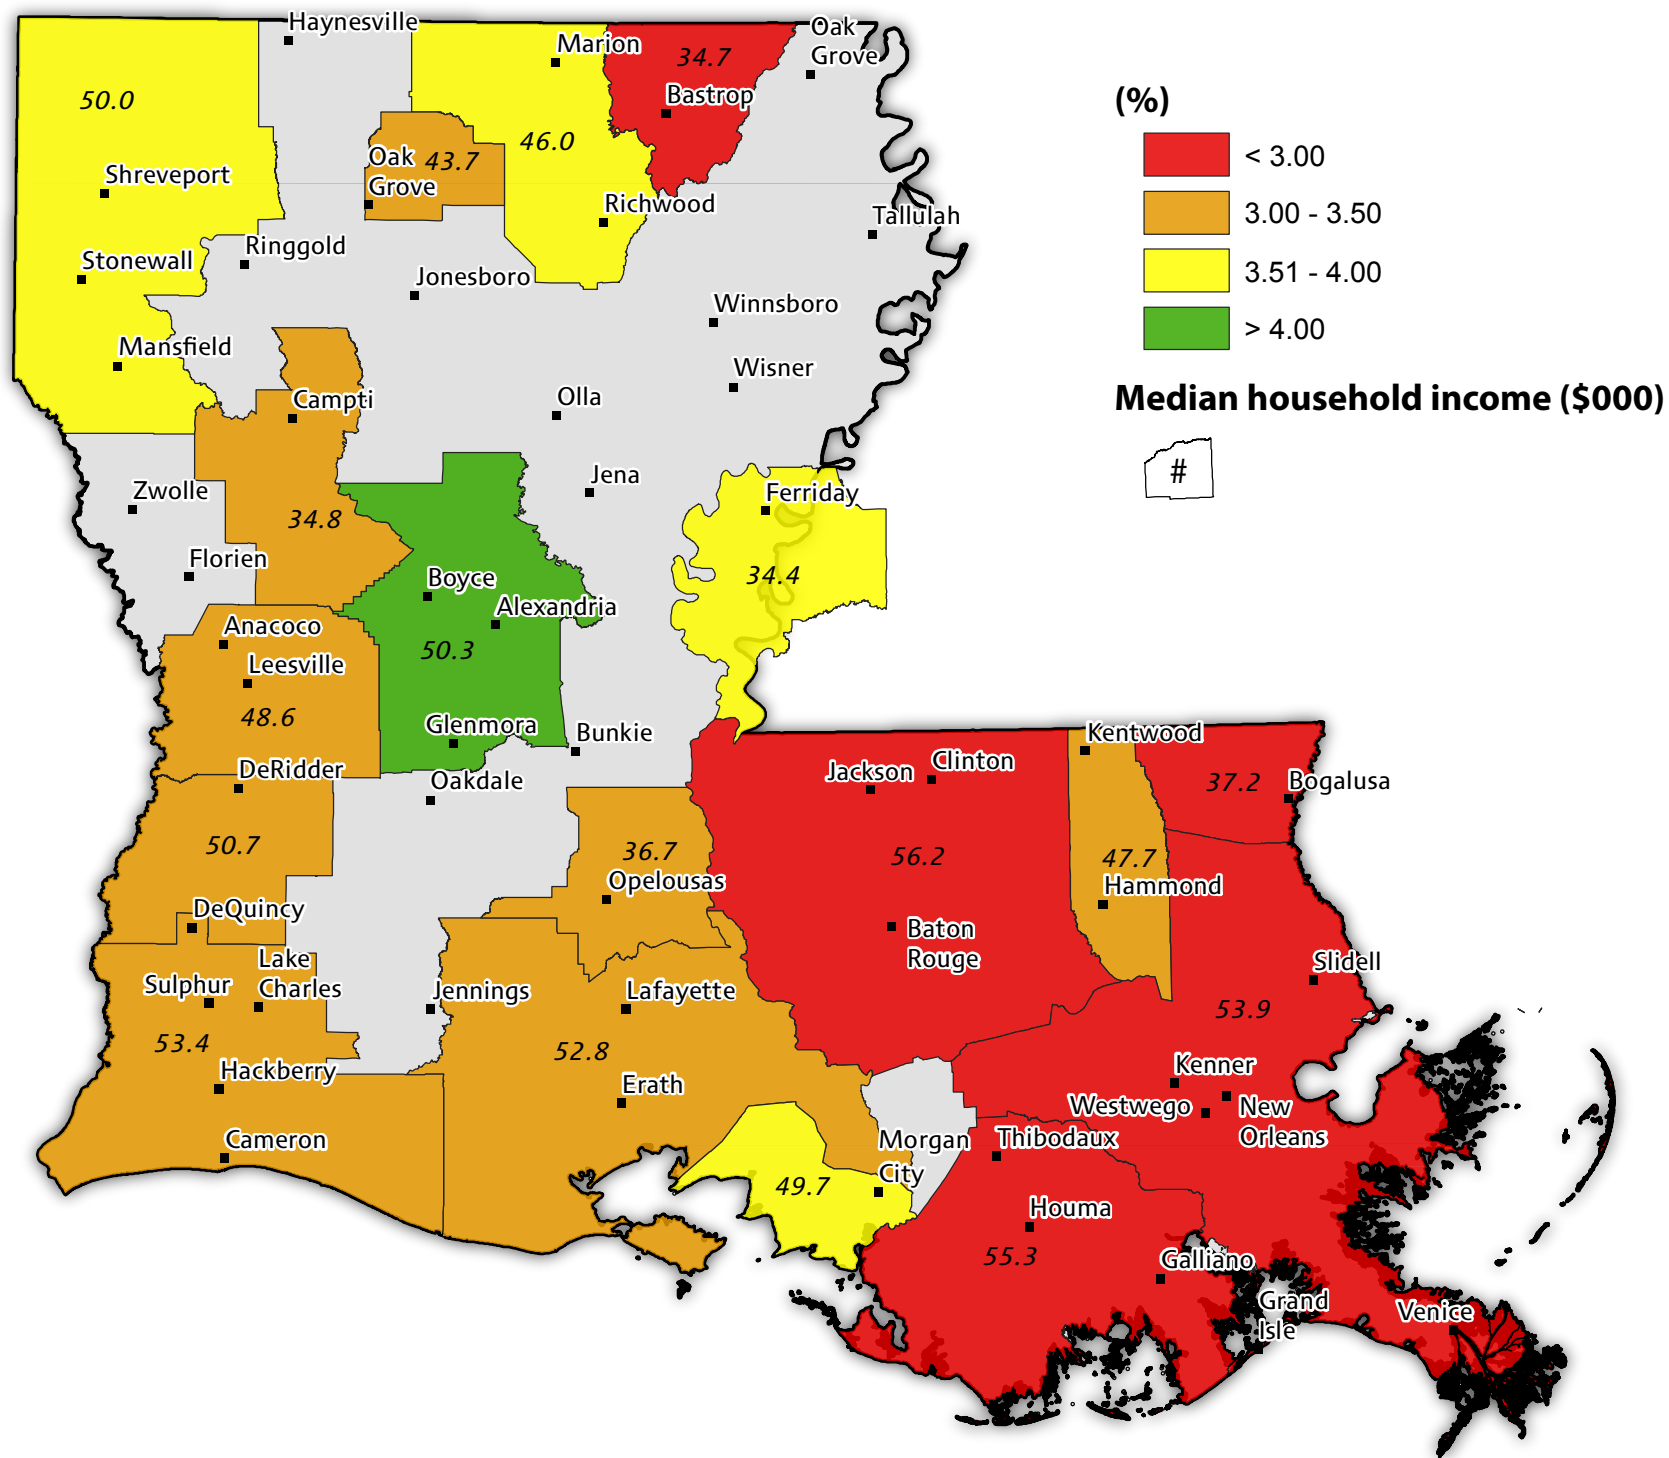 Haynesville
Oak
Grove
Marion
34.7
Bastrop
50.0
46.0
Oak
Grove
43.7
Shreveport
Richwood
Tallulah
Ringgold
Stonewall
Jonesboro
Winnsboro
Mansfield
Wisner
Campti
Olla
Jena
Zwolle
Ferriday
34.8
Florien
Boyce
34.4
Alexandria
Anacoco
50.3
Leesville
48.6
Glenmora
Bunkie
Kentwood
DeRidder
Oakdale
Jackson
Clinton
37.2
Bogalusa
50.7
36.7
56.2
47.7
Opelousas
Hammond
DeQuincy
Baton
Rouge
Lake
Charles
Sulphur
Jennings
Lafayette
Slidell
53.4
52.8
53.9
Hackberry
Erath
Kenner
Westwego
New
Orleans
Cameron
Morgan
City
Thibodaux
49.7
Houma
55.3
Galliano
Grand
Isle
Venice
(%)
< 3.00
3.00 - 3.50
3.51 - 4.00
> 4.00
Median household income ($000)
#